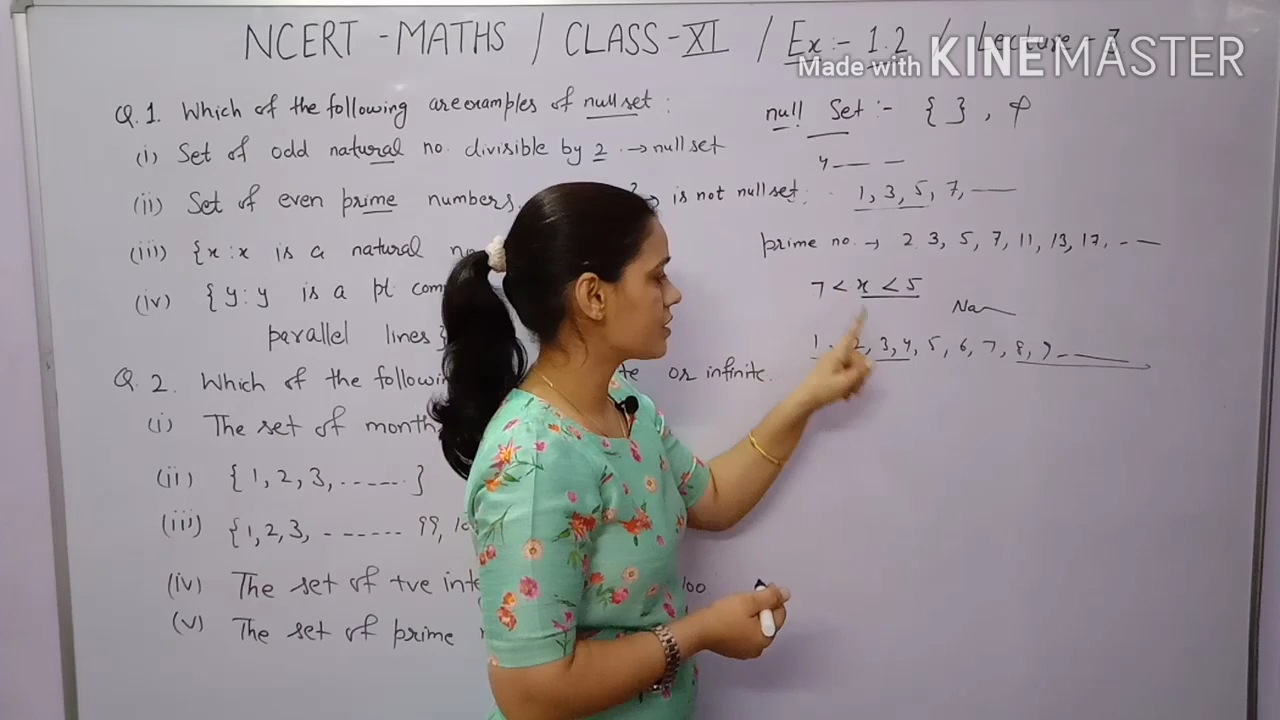 NCERT - MATHS / CLASS - XI / Ex:- 1.2 / Lecture - 3
Made with KINEMASTER
Q.1. Which of the following are examples of null set :
(i) Set of odd natural no. divisible by 2 → null set
(ii) Set of even prime numbers. → is not null set.
(iii) {x : x is a natural
(iv) {y : y is a pt.
parallel lines}
Q.2. Which of the or infinite.
(i) The set of
(ii) {1, 2, 3, ...... }
(iii) {1, 2, 3, - - - - - - - 99,
(iv) The set of +ve
(v) The set of prime
null Set :- { } , φ
1, 3, 5, 7, —
prime no. → 2 3, 5, 7, 11, 13, 17, - —
7 < x < 5
1, 2, 3, 4, 5, 6, 7, 8, 9 —